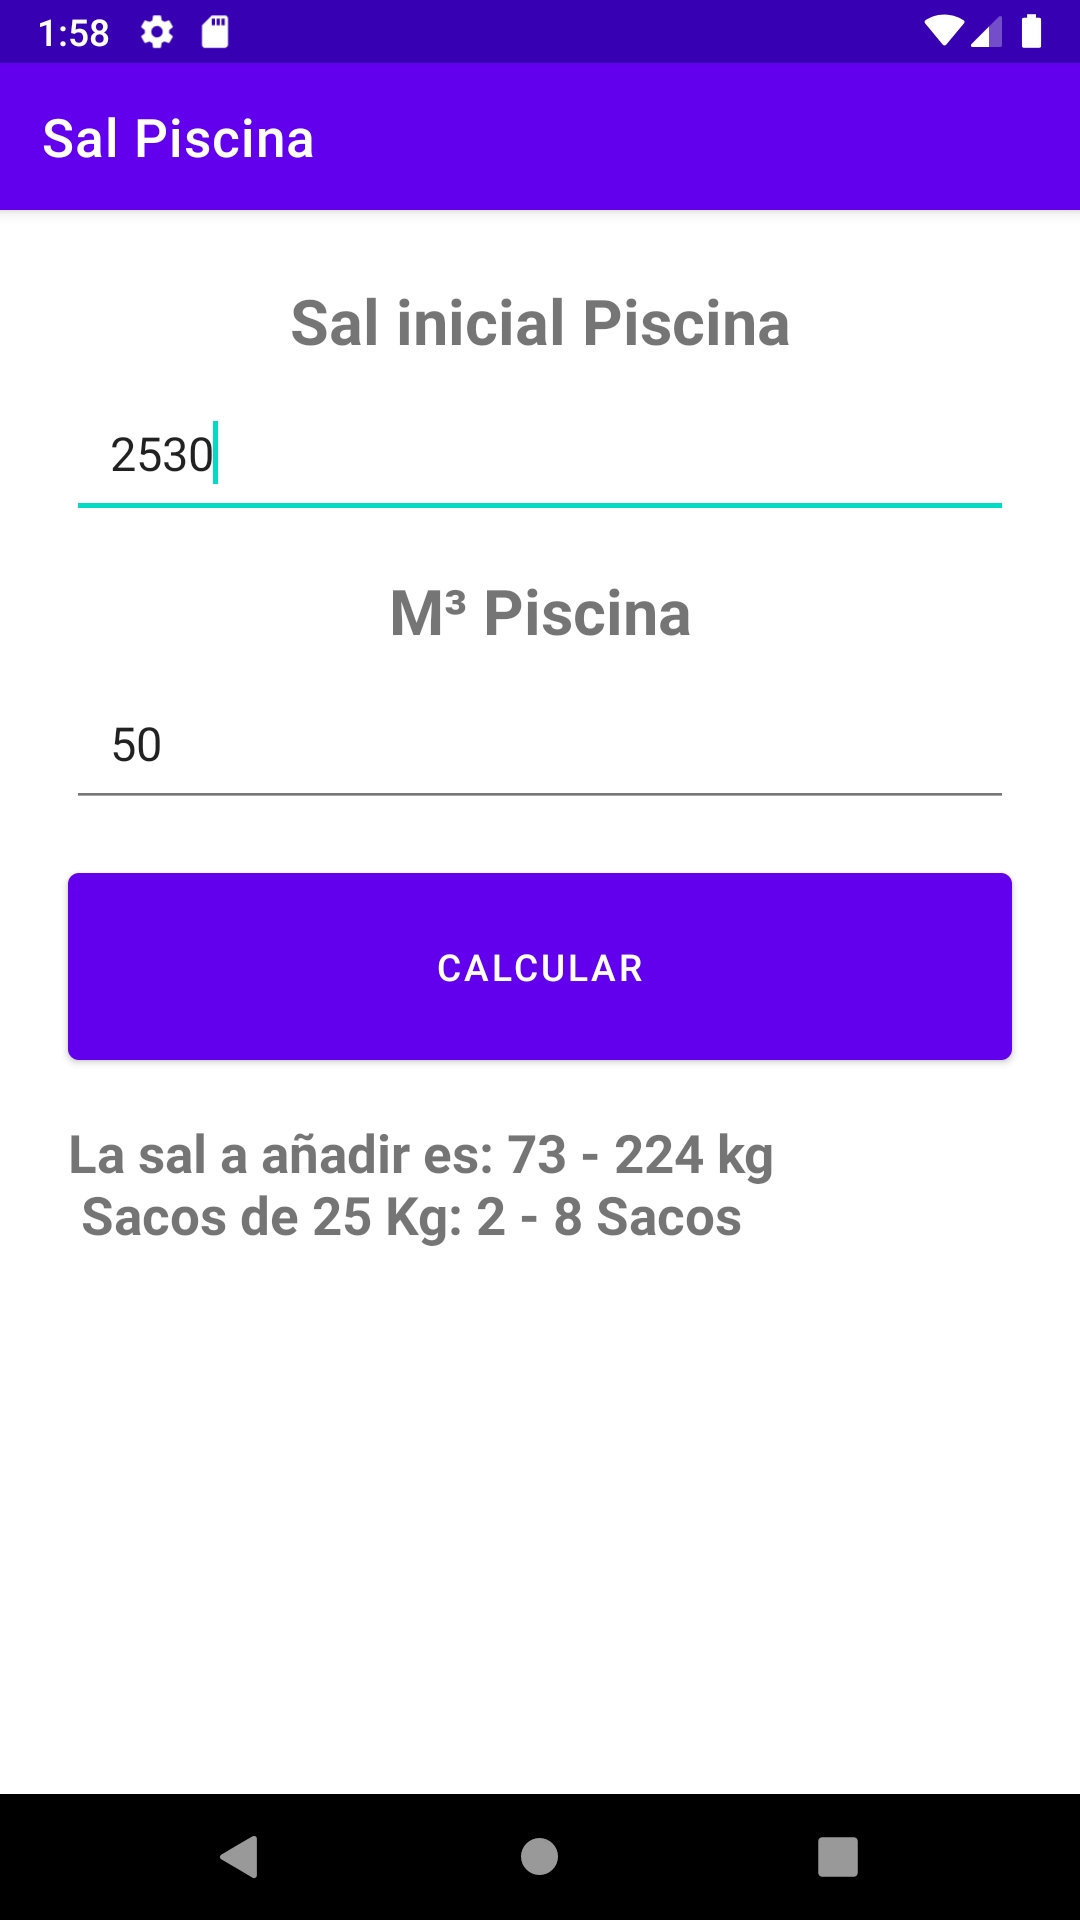 1:58
Sal Piscina
Sal inicial Piscina
2530
M³ Piscina
50
CALCULAR
La sal a añadir es: 73 - 224 kg
Sacos de 25 Kg: 2 - 8 Sacos